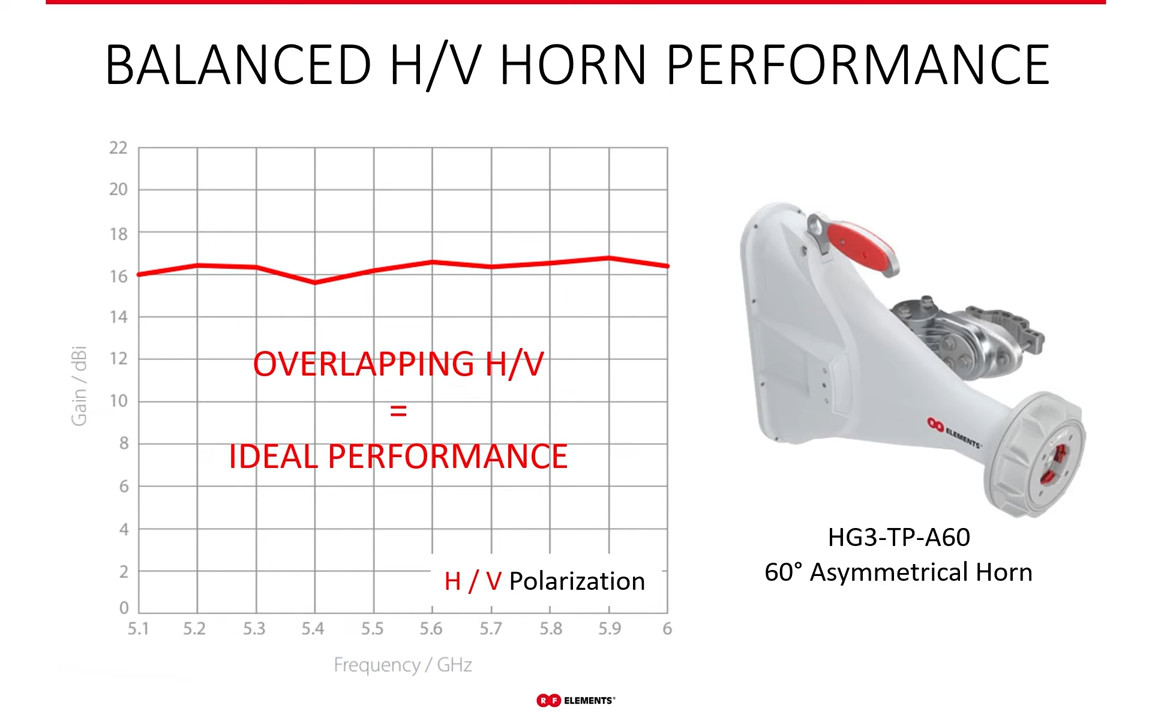 BALANCED H/V HORN PERFORMANCE
22
20
18
16
14
12
10
8
6
4
2
0
Gain / dBi
OVERLAPPING H/V
=
IDEAL PERFORMANCE
H / V Polarization
5.1 5.2 5.3 5.4 5.5 5.6 5.7 5.8 5.9 6
Frequency / GHz
RF ELEMENTS
HG3-TP-A60
60° Asymmetrical Horn
RF ELEMENTS®